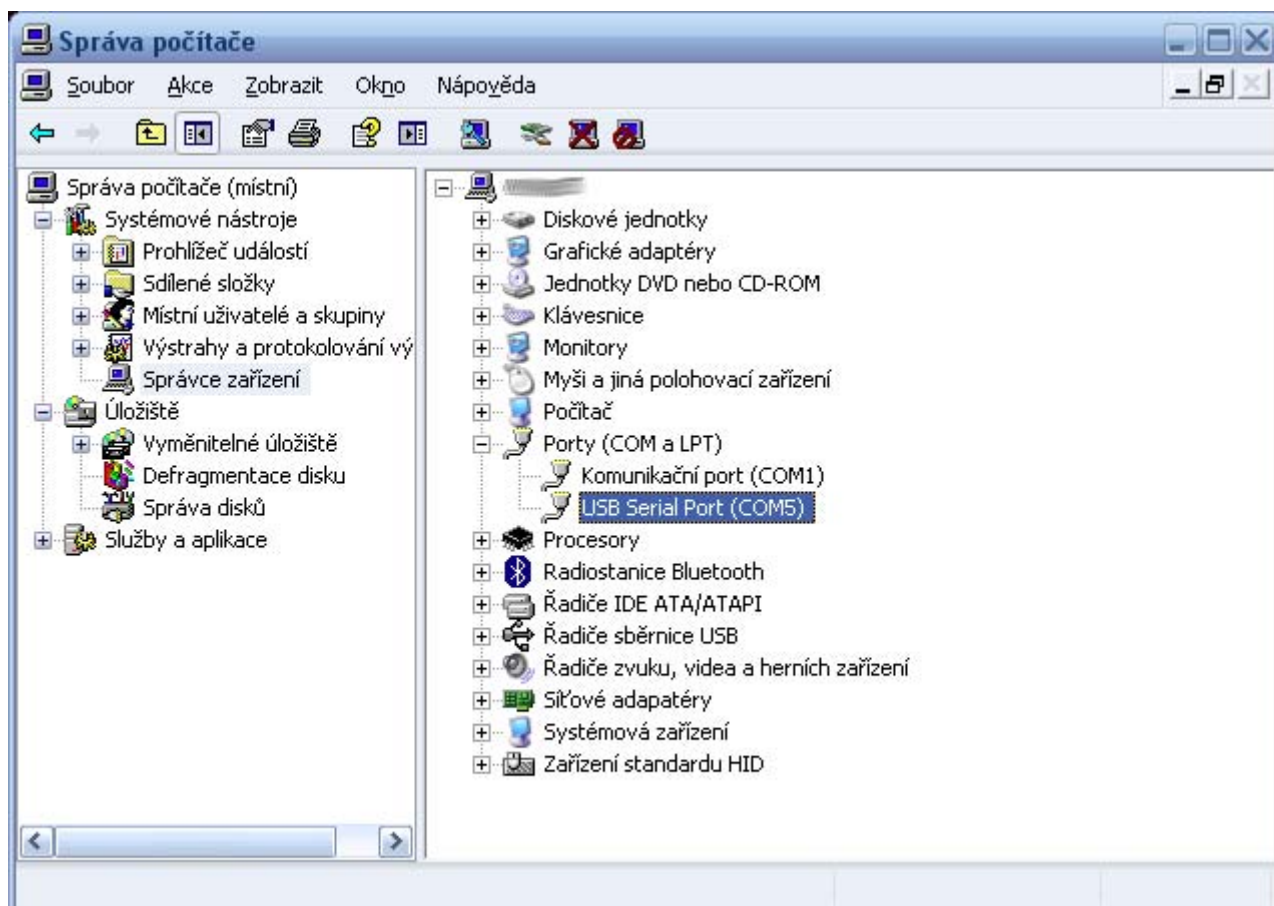 Správa počítače
Soubor Akce Zobrazit Okno Nápověda
Správa počítače (místní)
Systémové nástroje
Prohlížeč událostí
Sdílené složky
Místní uživatelé a skupiny
Výstrahy a protokolování vý
Správce zařízení
Úložiště
Vyměnitelné úložiště
Defragmentace disku
Správa disků
Služby a aplikace
Diskové jednotky
Grafické adaptéry
Jednotky DVD nebo CD-ROM
Klávesnice
Monitory
Myši a jiná polohovací zařízení
Počítač
Porty (COM a LPT)
Komunikační port (COM1)
USB Serial Port (COM5)
Procesory
Radiostanice Bluetooth
Řadiče IDE ATA/ATAPI
Řadiče sběrnice USB
Řadiče zvuku, videa a herních zařízení
Síťové adapatéry
Systémová zařízení
Zařízení standardu HID